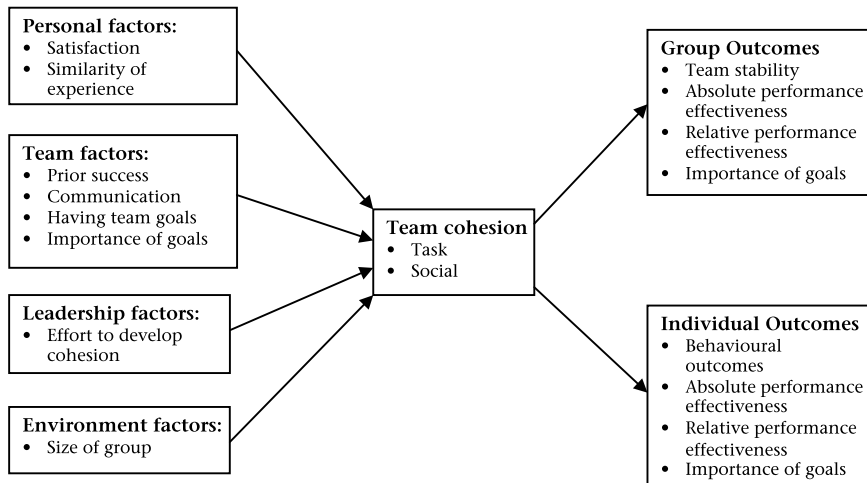 Personal factors:
• Satisfaction
• Similarity of
experience
Team factors:
• Prior success
• Communication
• Having team goals
• Importance of goals
Leadership factors:
• Effort to develop
cohesion
Environment factors:
• Size of group
Team cohesion
• Task
• Social
Group Outcomes
• Team stability
• Absolute performance
effectiveness
• Relative performance
effectiveness
• Importance of goals
Individual Outcomes
• Behavioural
outcomes
• Absolute performance
effectiveness
• Relative performance
effectiveness
• Importance of goals